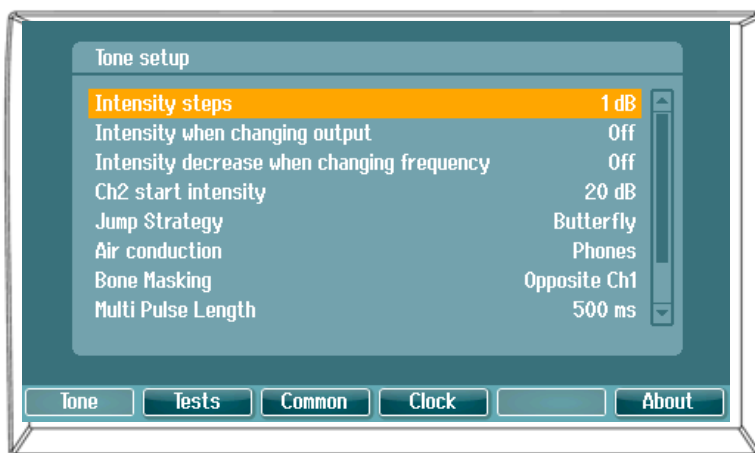 Tone setup
Intensity steps 1 dB
Intensity when changing output Off
Intensity decrease when changing frequency Off
Ch2 start intensity 20 dB
Jump Strategy Butterfly
Air conduction Phones
Bone Masking Opposite Ch1
Multi Pulse Length 500 ms
Tone Tests Common Clock About